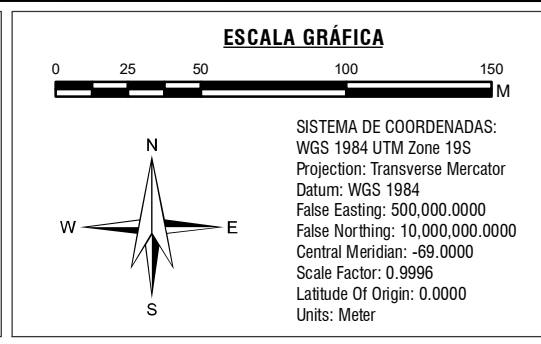 ESCALA GRÁFICA
0 25 50 100 150
M
N
W E
S
SISTEMA DE COORDENADAS:
WGS 1984 UTM Zone 19S
Projection: Transverse Mercator
Datum: WGS 1984
False Easting: 500,000.0000
False Northing: 10,000,000.0000
Central Meridian: -69.0000
Scale Factor: 0.9996
Latitude Of Origin: 0.0000
Units: Meter